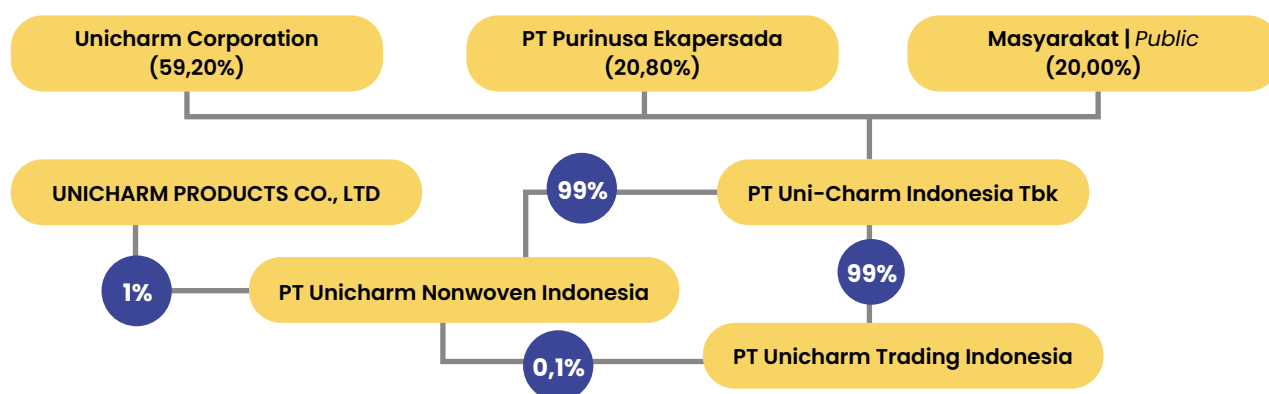 Unicharm Corporation
(59,20%)
PT Purinusa Ekapersada
(20,80%)
Masyarakat | Public
(20,00%)
UNICHARM PRODUCTS CO., LTD
99%
PT Uni-Charm Indonesia Tbk
1%
PT Unicharm Nonwoven Indonesia
99%
0,1%
PT Unicharm Trading Indonesia